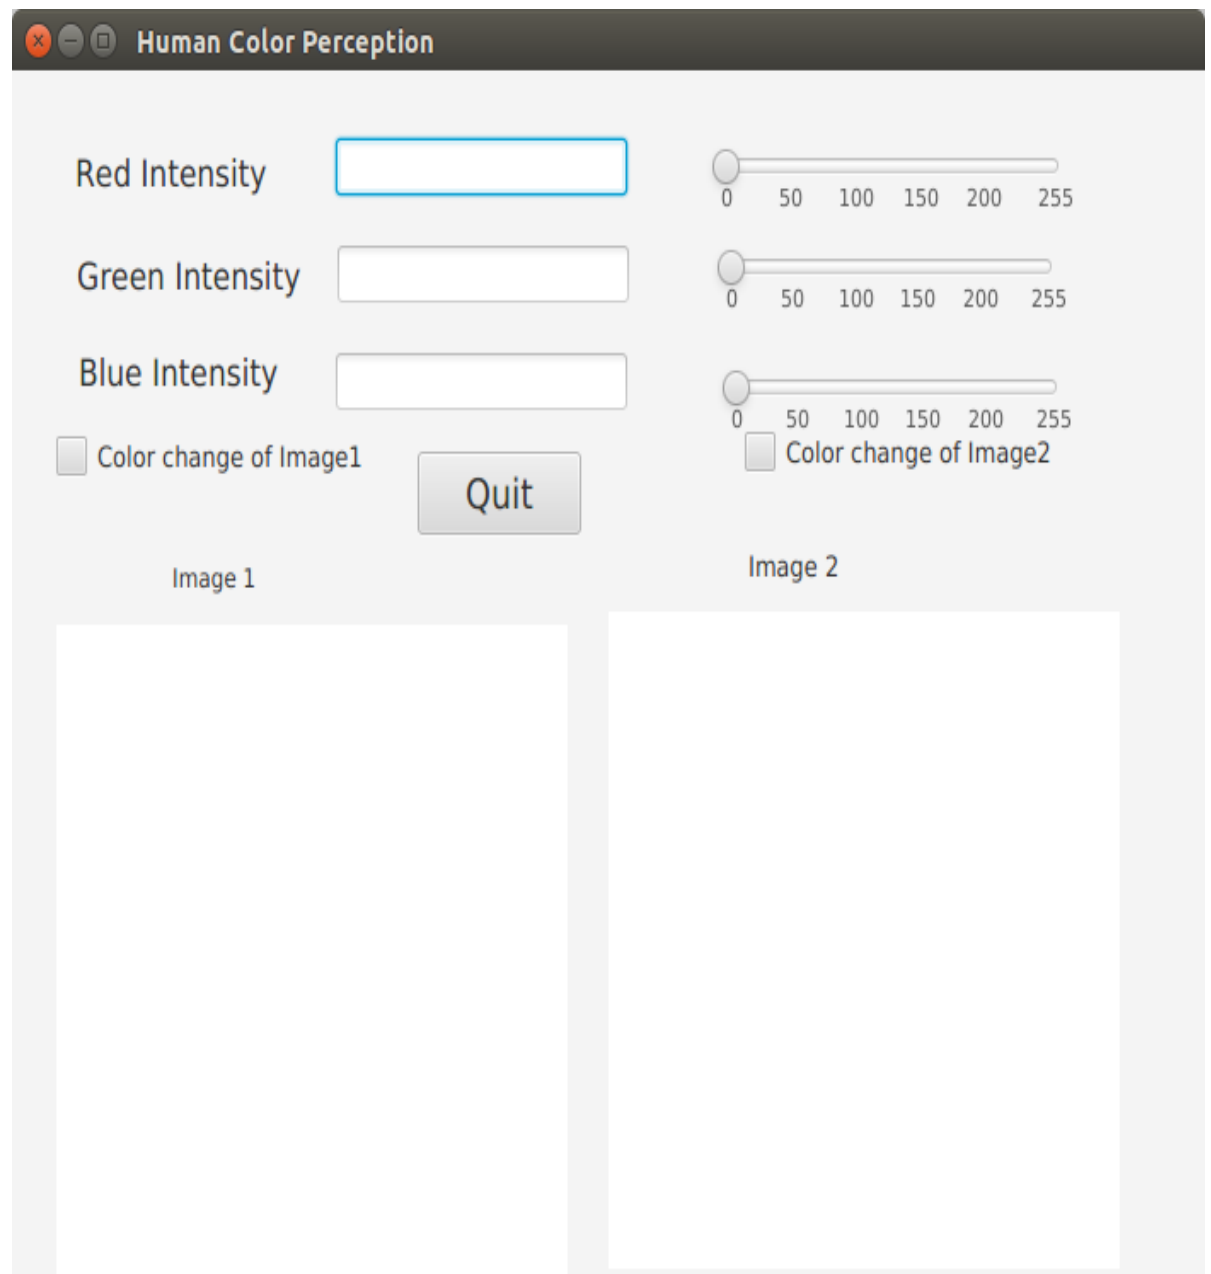 Human Color Perception
Red Intensity
0 50 100 150 200 255
Green Intensity
0 50 100 150 200 255
Blue Intensity
0 50 100 150 200 255
Color change of Image1
Quit
Color change of Image2
Image 1
Image 2